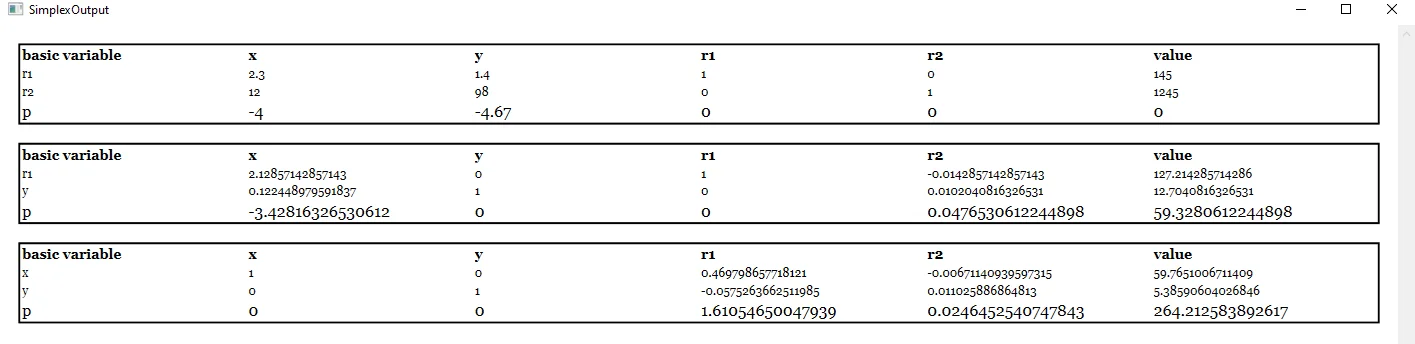 SimplexOutput
basic variable x y r1 r2 value
r1 2.3 1.4 1 0 145
r2 12 98 0 1 1245
p -4 -4.67 0 0 0
basic variable x y r1 r2 value
r1 2.12857142857143 0 1 -0.0142857142857143 127.214285714286
y 0.122448979591837 1 0 0.0102040816326531 12.7040816326531
p -3.42816326530612 0 0 0.0476530612244898 59.3280612244898
basic variable x y r1 r2 value
x 1 0 0.469798657718121 -0.00671140939597315 59.7651006711409
y 0 1 -0.0575263662511985 0.011025886864813 5.38590604026846
p 0 0 1.61054650047939 0.0246452540747843 264.212583892617